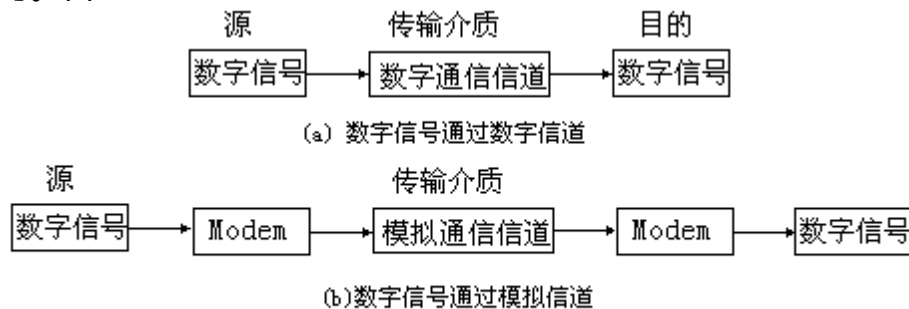 源 传输介质 目的
数字信号 数字通信信道 数字信号
(a) 数字信号通过数字信道
源 传输介质
数字信号 Modem 模拟通信信道 Modem 数字信号
(b)数字信号通过模拟信道